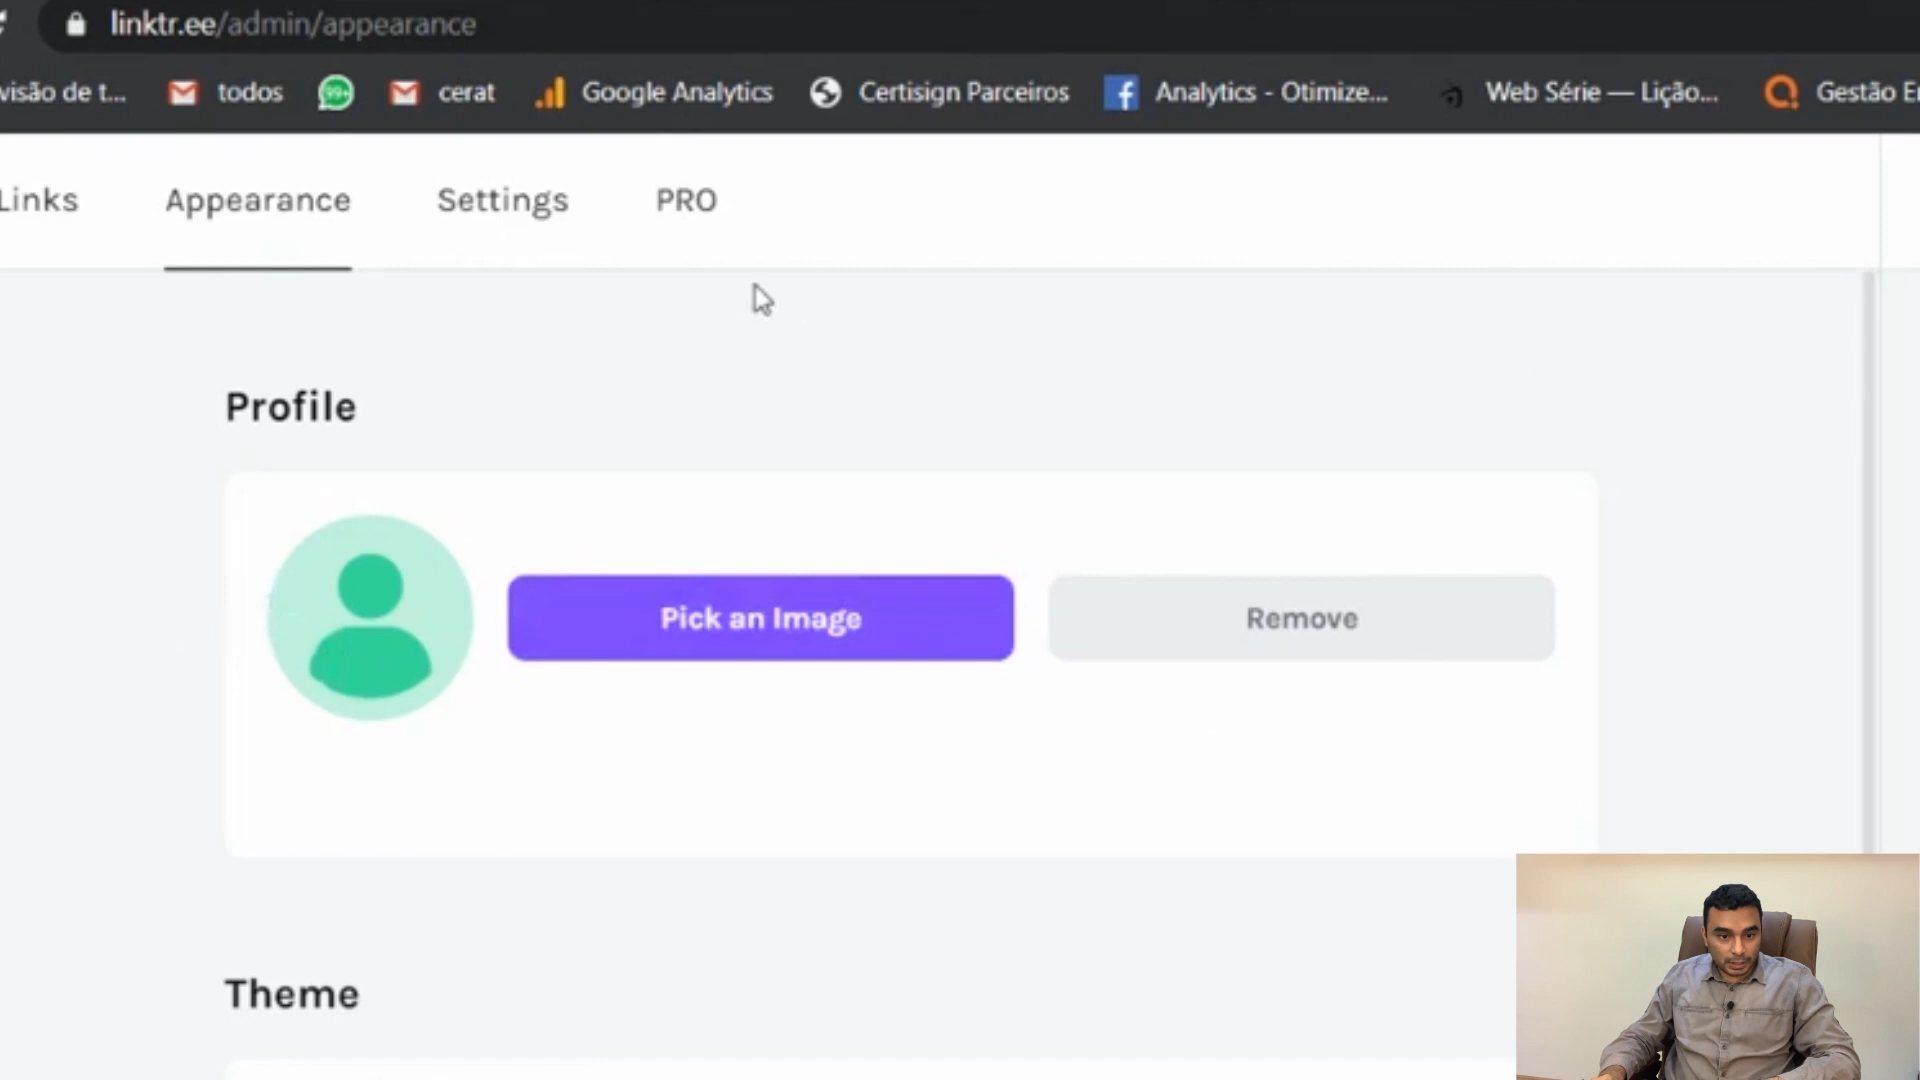 linktr.ee/admin/appearance
visão de t... todos 99+ cerat Google Analytics Certisign Parceiros Analytics - Otimize... Web Série — Lição... Gestão E
Links Appearance Settings PRO
Profile
Pick an Image Remove
Theme